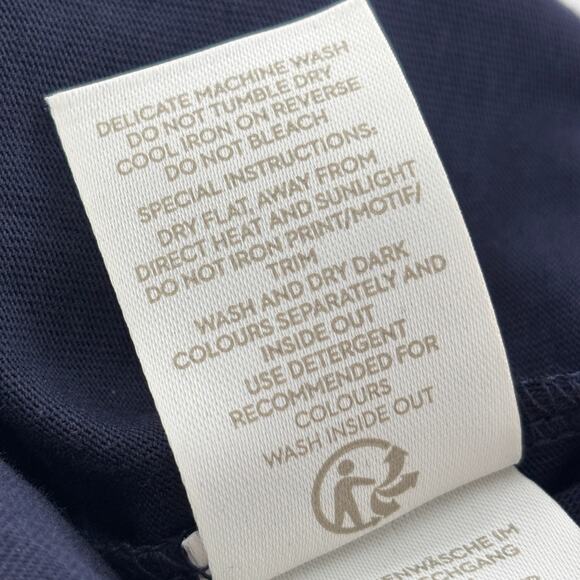 DELICATE MACHINE WASH
DO NOT TUMBLE DRY
COOL IRON ON REVERSE
DO NOT BLEACH
SPECIAL INSTRUCTIONS:
DRY FLAT, AWAY FROM
DIRECT HEAT AND SUNLIGHT
DO NOT IRON PRINT/MOTIF/
TRIM
WASH AND DRY DARK
COLOURS SEPARATELY AND
INSIDE OUT
USE DETERGENT
RECOMMENDED FOR
COLOURS
WASH INSIDE OUT